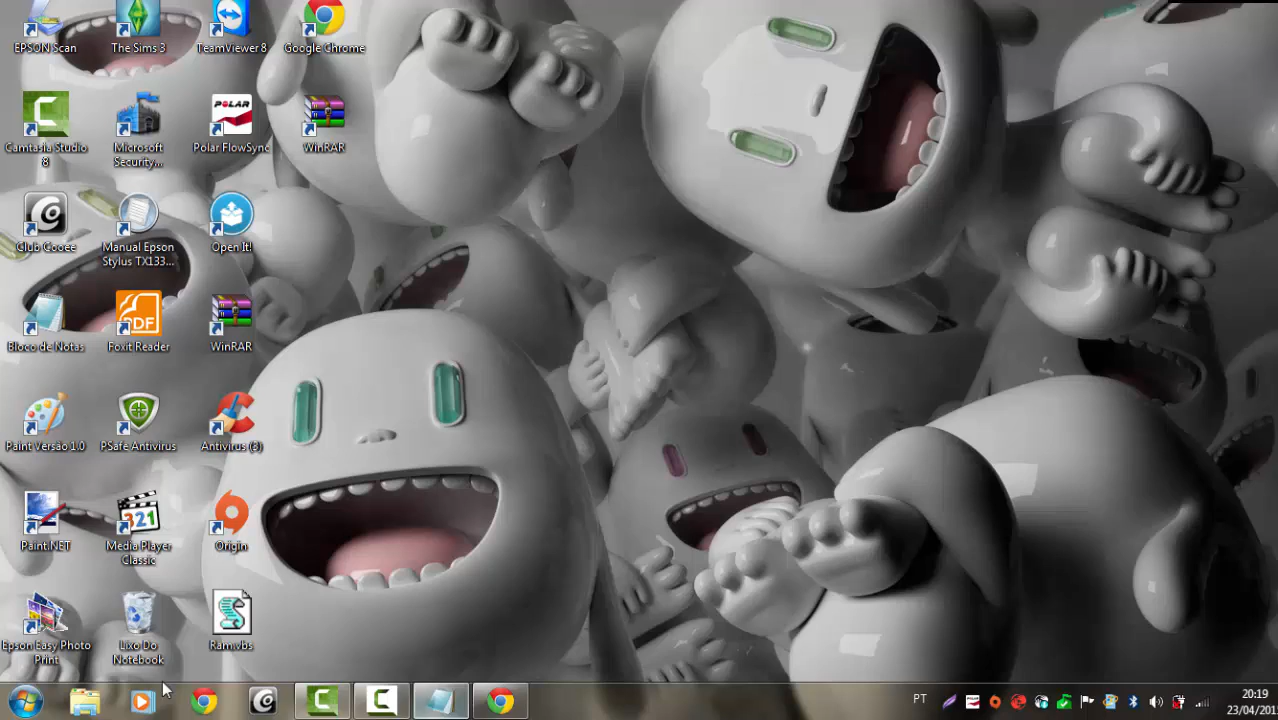 EPSON Scan
The Sims 3
TeamViewer 8
Google Chrome
Camtasia Studio
8
Microsoft
Security...
POLAR
Polar FlowSync
WinRAR
Club Cooee
Manual Epson
Stylus TX133...
Open It!
Bloco de Notas
PDF
Foxit Reader
WinRAR
Paint Versão 1.0
PSafe Antivirus
Antivirus (3)
Paint.NET
321
Media Player
Classic
Origin
Epson Easy Photo
Print
Lixo Do
Notebook
Ram.vbs
PT
20:19
23/04/201